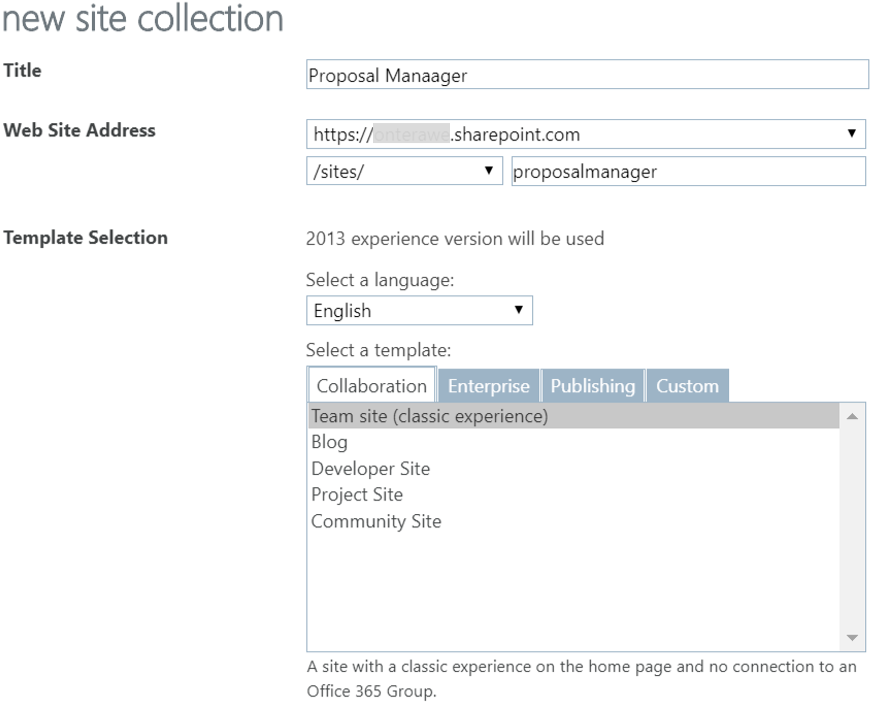 new site collection
Title
Proposal Manaager
Web Site Address
https://
.sharepoint.com
/sites/
proposalmanager
Template Selection
2013 experience version will be used
Select a language:
English
Select a template:
Collaboration Enterprise Publishing Custom
Team site (classic experience)
Blog
Developer Site
Project Site
Community Site
A site with a classic experience on the home page and no connection to an
Office 365 Group.